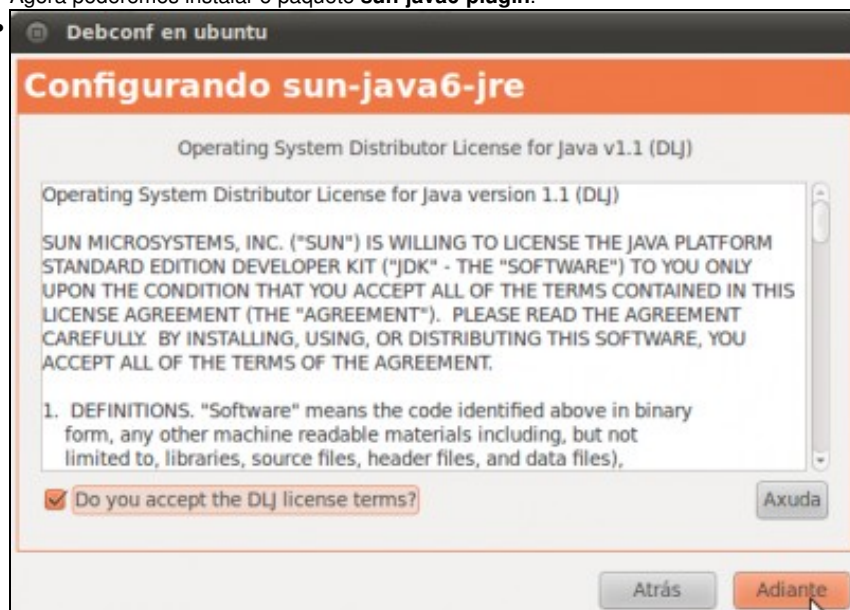 Agora poderemos instalar o paquete sun-java6-plugin.
Debconf en ubuntu
Configurando sun-java6-jre
Operating System Distributor License for Java v1.1 (DLJ)
Operating System Distributor License for Java version 1.1 (DLJ)
SUN MICROSYSTEMS, INC. ("SUN") IS WILLING TO LICENSE THE JAVA PLATFORM
STANDARD EDITION DEVELOPER KIT ("JDK" - THE "SOFTWARE") TO YOU ONLY
UPON THE CONDITION THAT YOU ACCEPT ALL OF THE TERMS CONTAINED IN THIS
LICENSE AGREEMENT (THE "AGREEMENT"). PLEASE READ THE AGREEMENT
CAREFULLY. BY INSTALLING, USING, OR DISTRIBUTING THIS SOFTWARE, YOU
ACCEPT ALL OF THE TERMS OF THE AGREEMENT.
1. DEFINITIONS. "Software" means the code identified above in binary
form, any other machine readable materials including, but not
limited to, libraries, source files, header files, and data files),
Do you accept the DLJ license terms?
Axuda
Atrás
Adiante